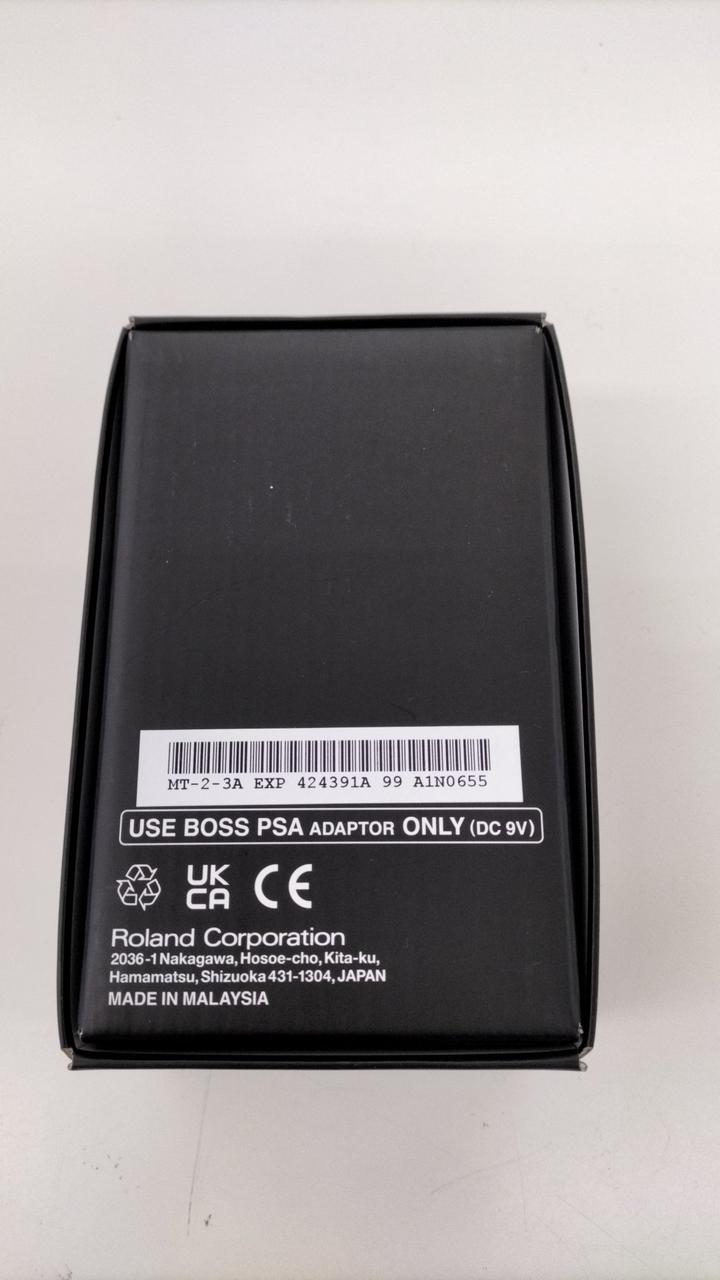 MT-2-3A EXP 424391A 99 A1N0655
USE BOSS PSA ADAPTOR ONLY (DC 9V)
UK
CA CE
Roland Corporation
2036-1 Nakagawa, Hosoe-cho, Kita-ku,
Hamamatsu, Shizuoka 431-1304, JAPAN
MADE IN MALAYSIA